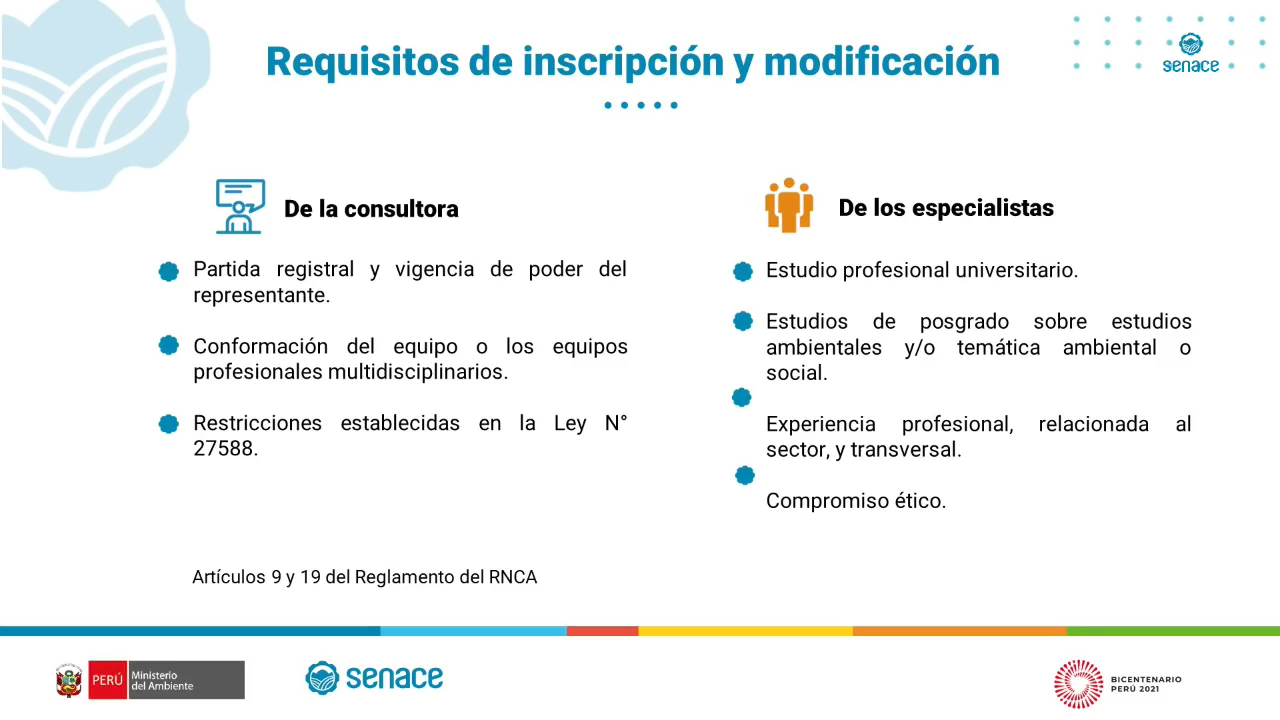 Requisitos de inscripción y modificación
senace
De la consultora
Partida registral y vigencia de poder del
representante.
Conformación del equipo o los equipos
profesionales multidisciplinarios.
Restricciones establecidas en la Ley N°
27588.
De los especialistas
Estudio profesional universitario.
Estudios de posgrado sobre estudios
ambientales y/o temática ambiental o
social.
Experiencia profesional, relacionada al
sector, y transversal.
Compromiso ético.
Artículos 9 y 19 del Reglamento del RNCA
PERÚ
Ministerio
del Ambiente
senace
BICENTENARIO
PERÚ 2021